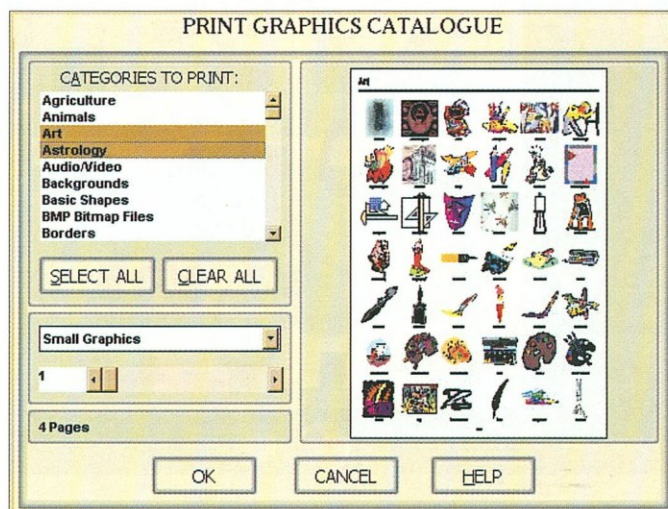 PRINT GRAPHICS CATALOGUE
CATEGORIES TO PRINT:
Agriculture
Animals
Art
Astrology
Audio/Video
Backgrounds
Basic Shapes
BMP Bitmap Files
Borders
SELECT ALL
CLEAR ALL
Small Graphics
1
4 Pages
Art
OK
CANCEL
HELP